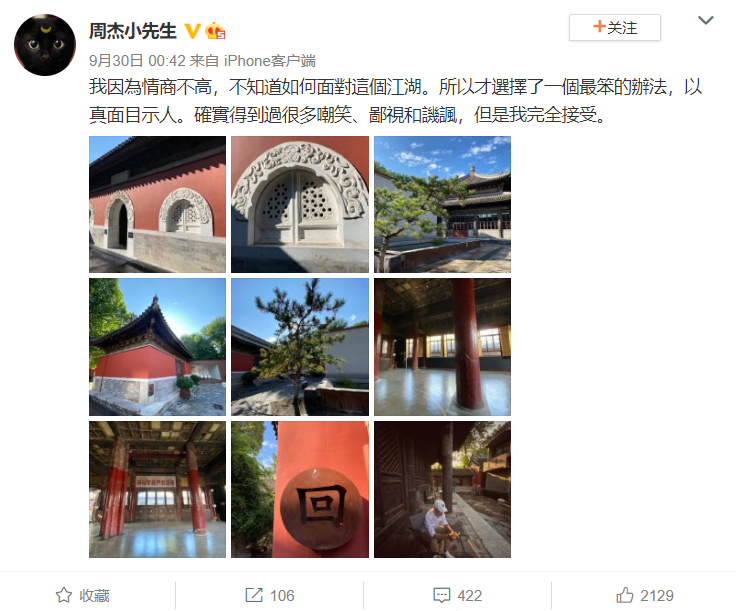 周杰小先生
+关注
9月30日 00:42 来自 iPhone客户端
我因為情商不高，不知道如何面對這個江湖。所以才選擇了一個最笨的辦法，以
真面目示人。確實得到過很多嘲笑、鄙視和譏諷，但是我完全接受。
回
收藏
106
422
2129